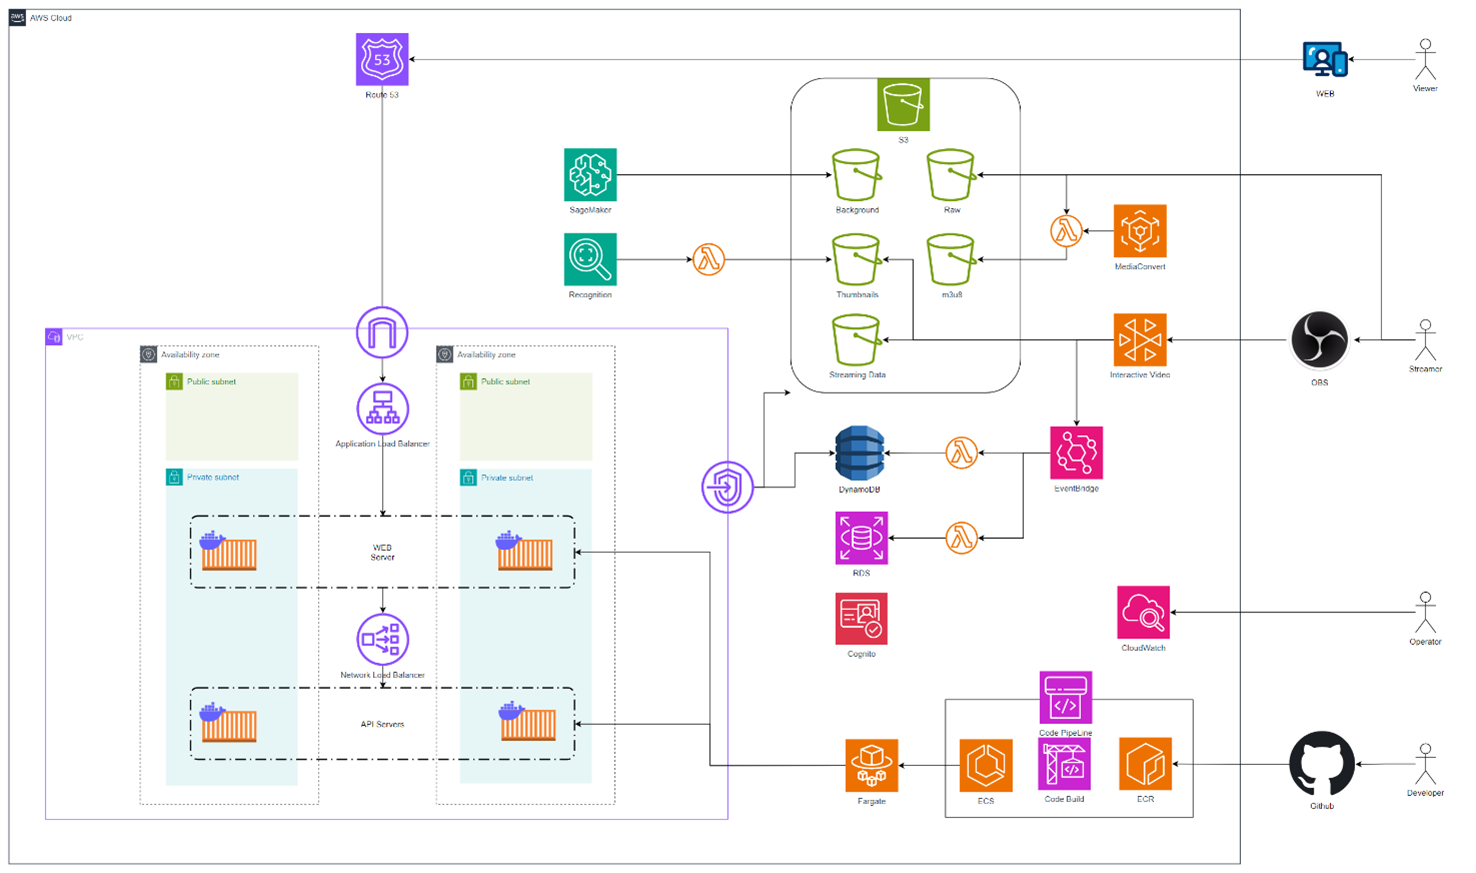 aws
AWS Cloud
53
Route 53
WEB
Viewer
S3
SageMaker
Background
Raw
MediaConvert
Recognition
Thumbnails
m3u8
VPC
Availability zone
Availability zone
Public subnet
Public subnet
Streaming Data
Interactive Video
OBS
Streamer
Application Load Balancer
Private subnet
Private subnet
DynamoDB
EventBridge
WEB
Server
RDS
Cognito
CloudWatch
Operator
Network Load Balancer
API Servers
Code PipeLine
Fargate
ECS
Code Build
ECR
Github
Developer